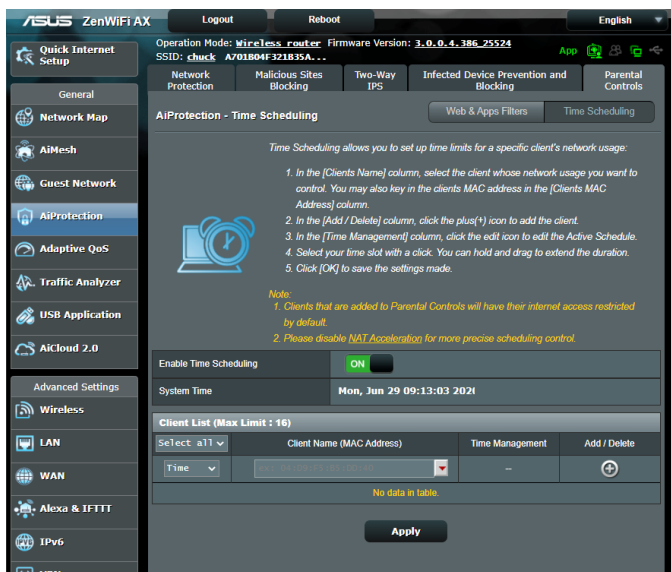 ASUS ZenWiFi AX
Logout
Reboot
English
Quick Internet
Setup
General
Network Map
AiMesh
Guest Network
AiProtection
Adaptive QoS
Traffic Analyzer
USB Application
AiCloud 2.0
Advanced Settings
Wireless
LAN
WAN
Alexa & IFTTT
IPv6
Operation Mode: Wireless router Firmware Version: 3.0.0.4.386_25524
SSID: chuck A701B04F321B35A...
App
Network
Protection
Malicious Sites
Blocking
Two-Way
IPS
Infected Device Prevention and
Blocking
Parental
Controls
AiProtection - Time Scheduling
Web & Apps Filters
Time Scheduling
Time Scheduling allows you to set up time limits for a specific client's network usage:
1. In the [Clients Name] column, select the client whose network usage you want to
control. You may also key in the clients MAC address in the [Clients MAC
Address] column.
2. In the [Add / Delete] column, click the plus(+) icon to add the client.
3. In the [Time Management] column, click the edit icon to edit the Active Schedule.
4. Select your time slot with a click. You can hold and drag to extend the duration.
5. Click [OK] to save the settings made.
Note:
1. Clients that are added to Parental Controls will have their internet access restricted
by default.
2. Please disable NAT Acceleration for more precise scheduling control.
Enable Time Scheduling
ON
System Time
Mon, Jun 29 09:13:03 202
Client List (Max Limit : 16)
Select all
Client Name (MAC Address)
Time Management
Add / Delete
Time
--
No data in table.
Apply